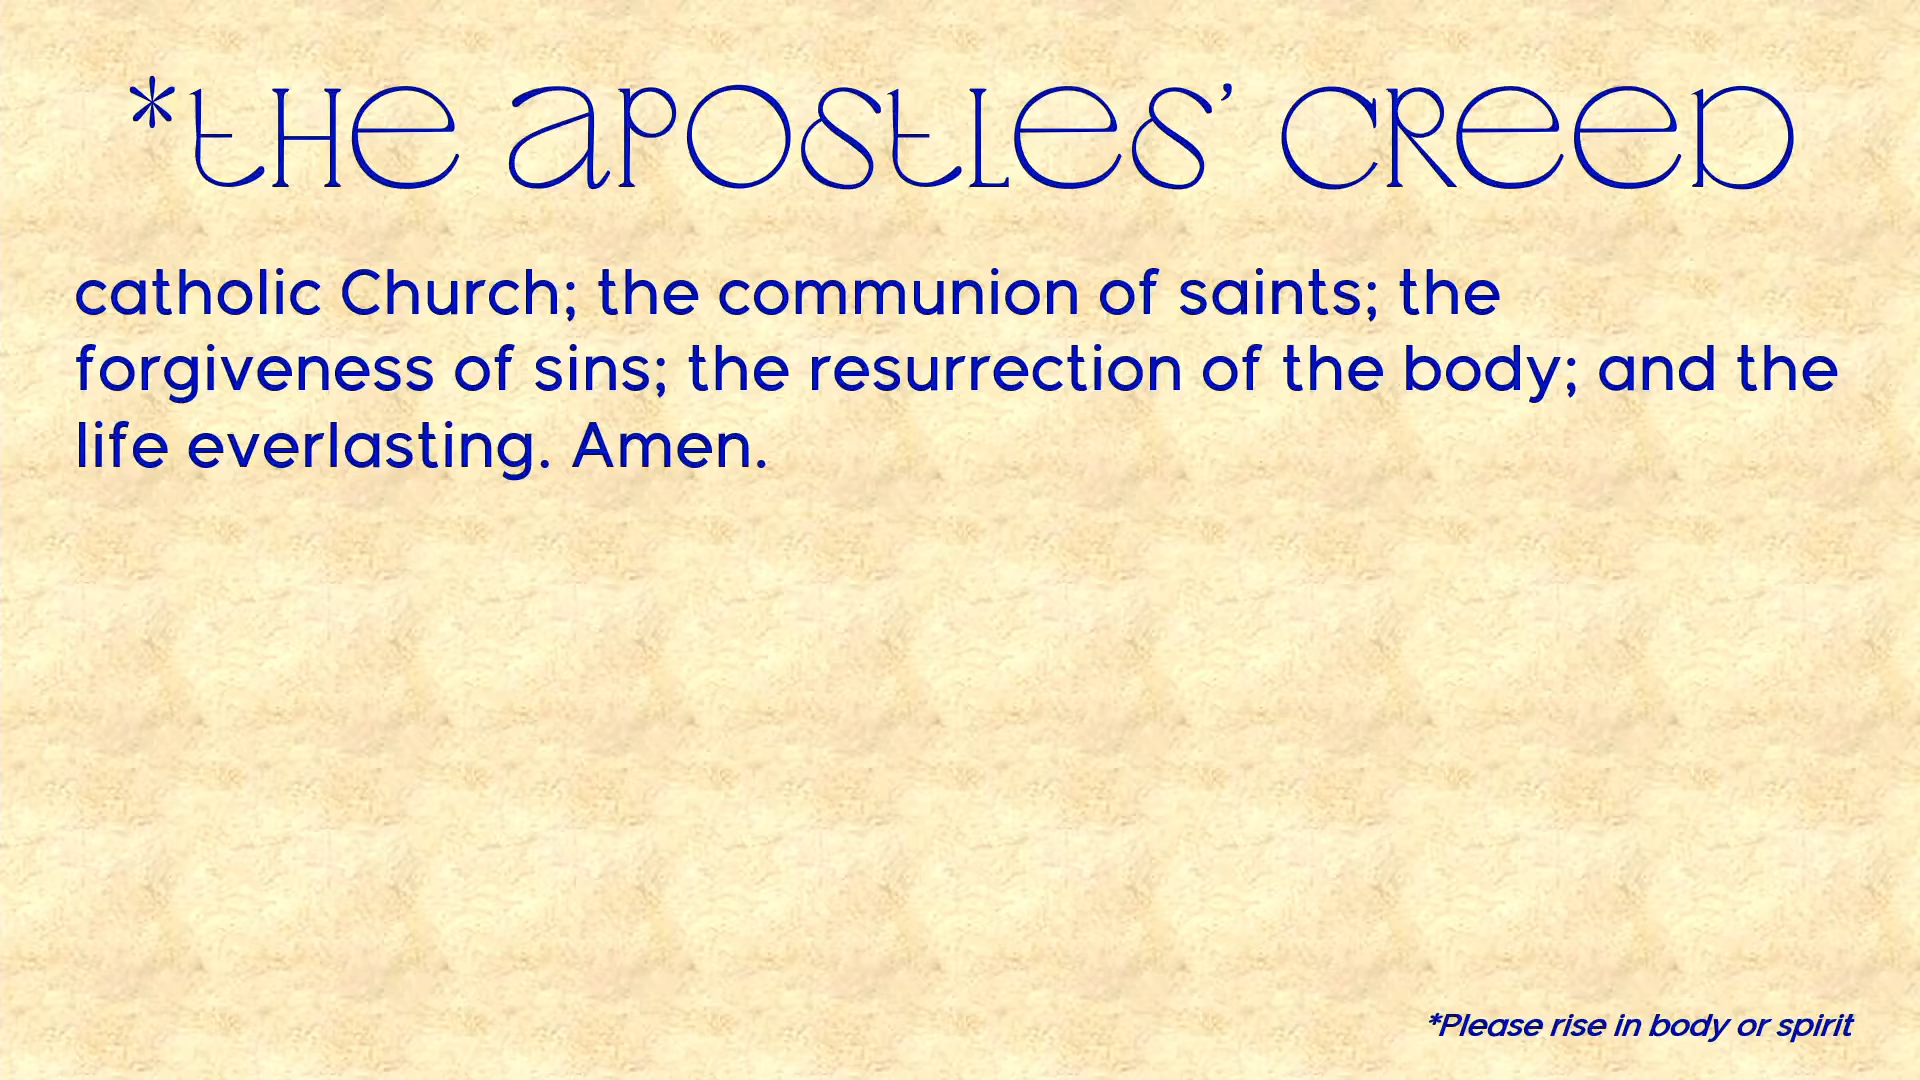 *the apostles’ creed
catholic Church; the communion of saints; the
forgiveness of sins; the resurrection of the body; and the
life everlasting. Amen.
*Please rise in body or spirit